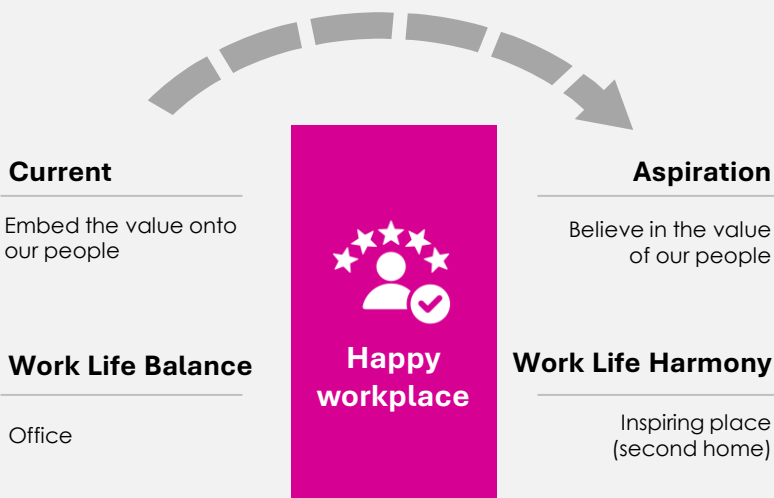 Current
Embed the value onto
our people
Work Life Balance
Office
Happy
workplace
Aspiration
Believe in the value
of our people
Work Life Harmony
Inspiring place
(second home)